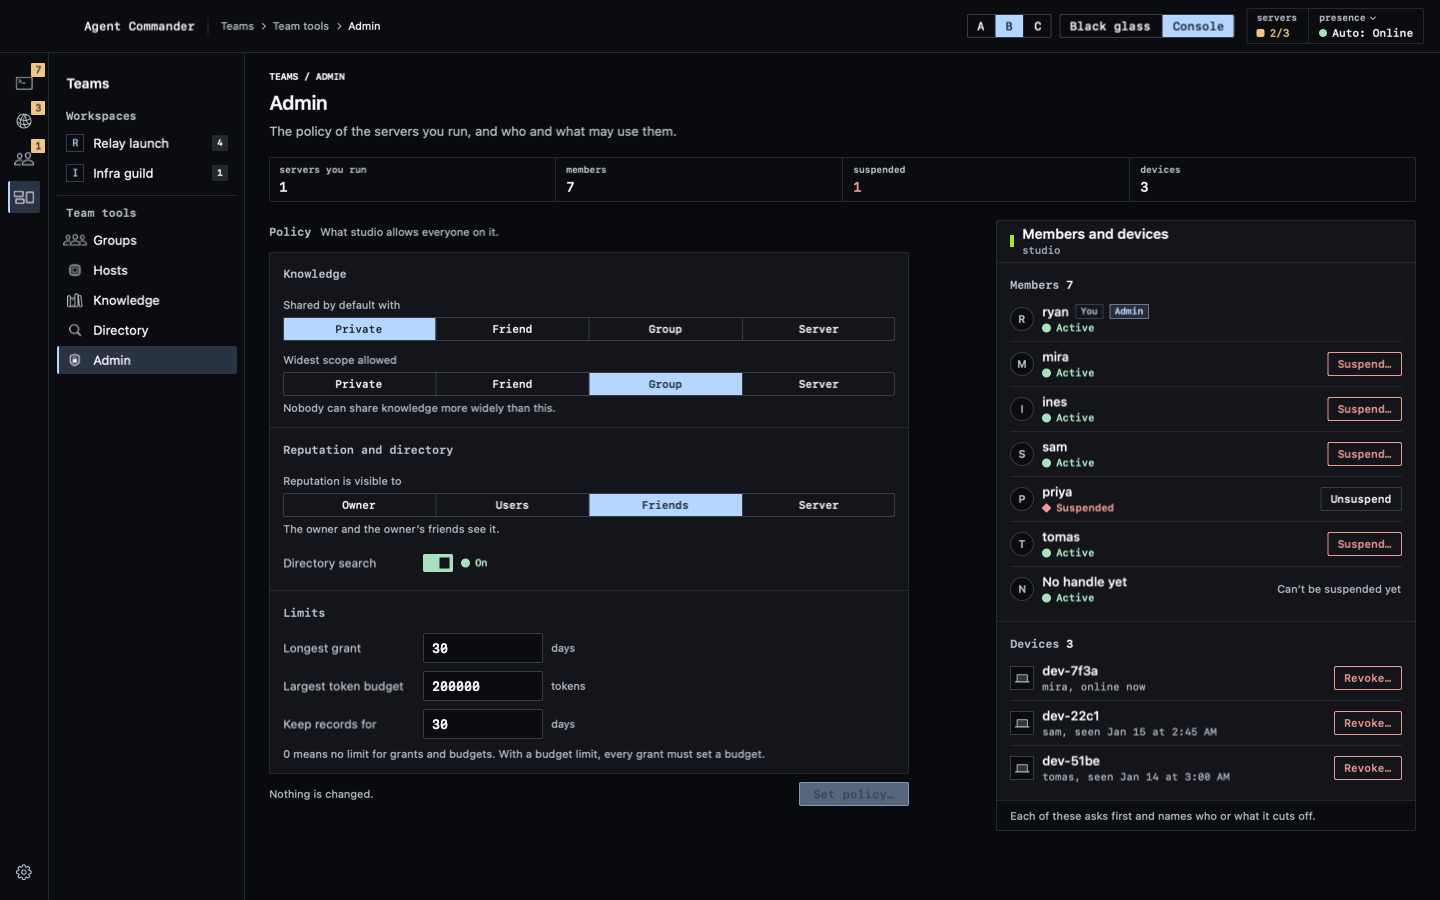 Agent Commander
Teams > Team tools > Admin
A B C
Black glass Console
servers
2/3
presence
Auto: Online
7
3
1
Teams
Workspaces
R Relay launch 4
I Infra guild 1
Team tools
Groups
Hosts
Knowledge
Directory
Admin
TEAMS / ADMIN
Admin
The policy of the servers you run, and who and what may use them.
servers you run
1
members
7
suspended
1
devices
3
Policy What studio allows everyone on it.
Knowledge
Shared by default with
Private Friend Group Server
Widest scope allowed
Private Friend Group Server
Nobody can share knowledge more widely than this.
Reputation and directory
Reputation is visible to
Owner Users Friends Server
The owner and the owner's friends see it.
Directory search On
Limits
Longest grant 30 days
Largest token budget 200000 tokens
Keep records for 30 days
0 means no limit for grants and budgets. With a budget limit, every grant must set a budget.
Nothing is changed. Set policy…
Members and devices
studio
Members 7
R ryan You Admin
Active
M mira
Active
Suspend…
I ines
Active
Suspend…
S sam
Active
Suspend…
P priya
Suspended
Unsuspend
T tomas
Active
Suspend…
N No handle yet
Active
Can't be suspended yet
Devices 3
dev-7f3a
mira, online now
Revoke…
dev-22c1
sam, seen Jan 15 at 2:45 AM
Revoke…
dev-51be
tomas, seen Jan 14 at 3:00 AM
Revoke…
Each of these asks first and names who or what it cuts off.